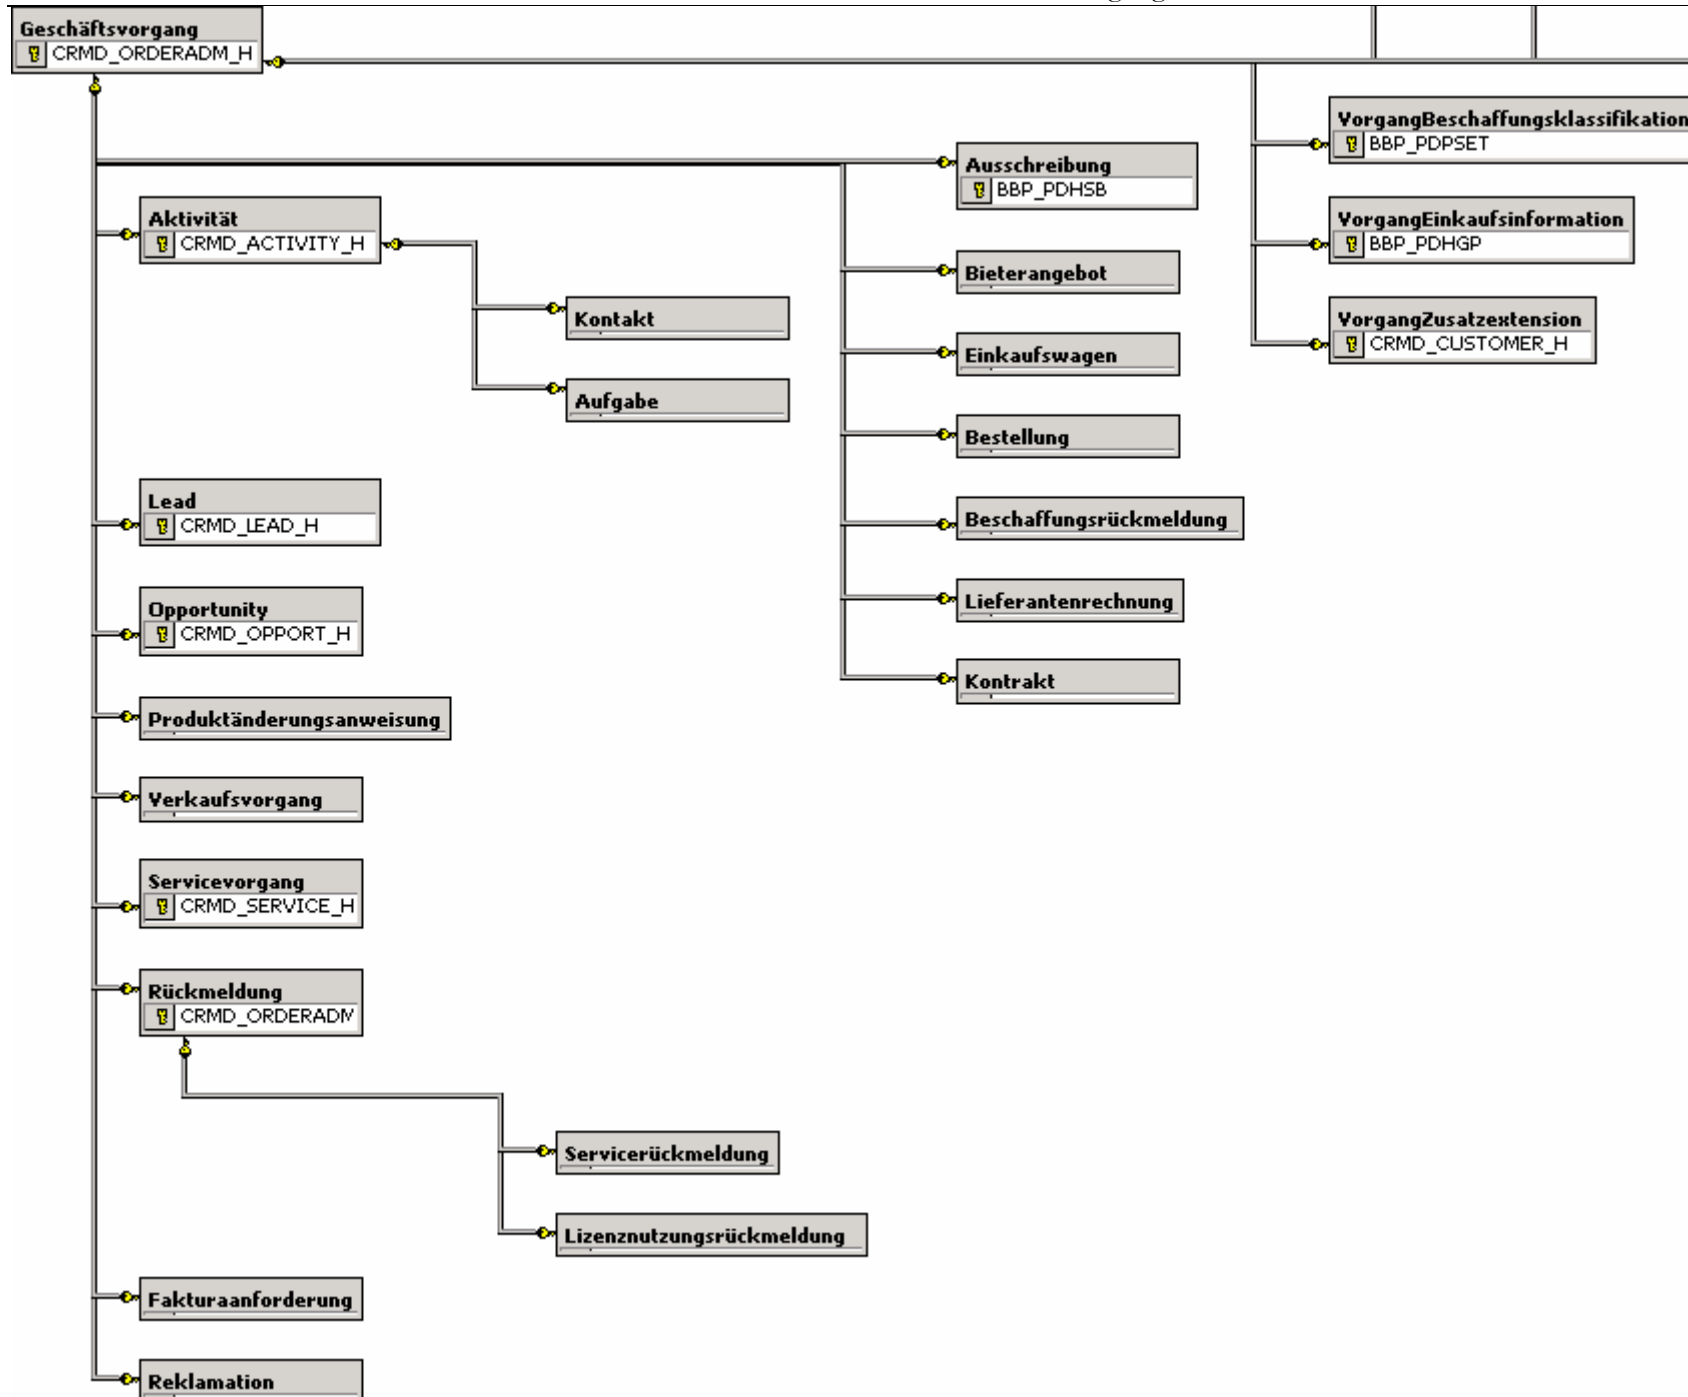 Geschäftsvorgang
CRMD_ORDERADM_H
VorgangBeschaffungsklassifikation
BBP_PDPSET
Ausschreibung
BBP_PDHSB
Aktivität
CRMD_ACTIVITY_H
VorgangEinkaufsinformation
BBP_PDHGP
Bieterangebot
Kontakt
VorgangZusatzextension
CRMD_CUSTOMER_H
Einkaufswagen
Aufgabe
Bestellung
Lead
CRMD_LEAD_H
Beschaffungsrückmeldung
Opportunity
CRMD_OPPORT_H
Lieferantenrechnung
Kontrakt
Produktänderungsanweisung
Verkaufsvorgang
Servicevorgang
CRMD_SERVICE_H
Rückmeldung
CRMD_ORDERADM
Servicerückmeldung
Lizenznutzungsrückmeldung
Fakturaanforderung
Reklamation